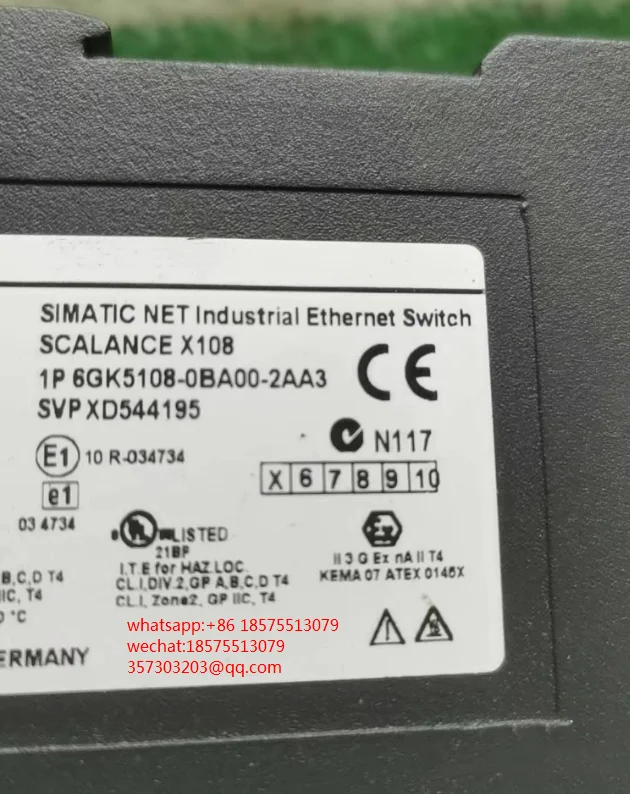 SIMATIC NET Industrial Ethernet Switch
SCALANCE X108
1P 6GK5108-0BA00-2AA3
SVP XD544195
CE
N117
E1 10 R-034734
X 6 7 8 9 10
e1
03 4734
UL LISTED
21BP
Ex
B,C,D T4
I.T.E for HAZ.LOC.
II 3 G Ex nA II T4
IIC, T4
CL.I,DIV.2,GP A,B,C,D T4
KEMA 07 ATEX 0145X
°C
CL.I, Zone2, GP IIC, T4
whatsapp:+86 18575513079
wechat:18575513079
ERMANY
357303203@qq.com